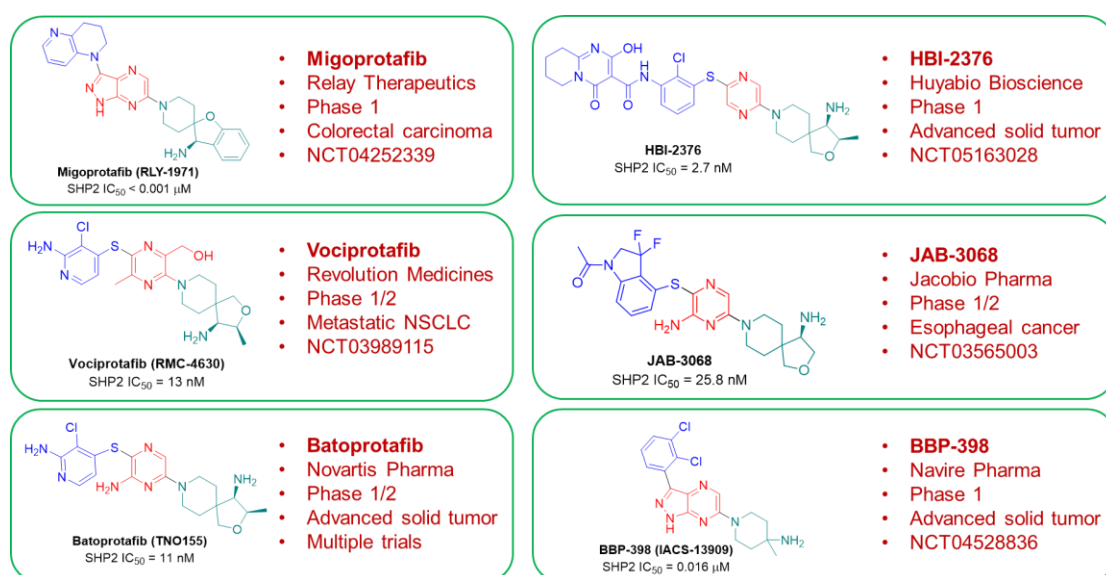 Migoprotafib (RLY-1971)
SHP2 IC50 < 0.001 μM
• Migoprotafib
• Relay Therapeutics
• Phase 1
• Colorectal carcinoma
• NCT04252339
HBI-2376
SHP2 IC50 = 2.7 nM
• HBI-2376
• Huyabio Bioscience
• Phase 1
• Advanced solid tumor
• NCT05163028
Vociprotafib (RMC-4630)
SHP2 IC50 = 13 nM
• Vociprotafib
• Revolution Medicines
• Phase 1/2
• Metastatic NSCLC
• NCT03989115
JAB-3068
SHP2 IC50 = 25.8 nM
• JAB-3068
• Jacobio Pharma
• Phase 1/2
• Esophageal cancer
• NCT03565003
Batoprotafib (TNO155)
SHP2 IC50 = 11 nM
• Batoprotafib
• Novartis Pharma
• Phase 1/2
• Advanced solid tumor
• Multiple trials
BBP-398 (IACS-13909)
SHP2 IC50 = 0.016 μM
• BBP-398
• Navire Pharma
• Phase 1
• Advanced solid tumor
• NCT04528836